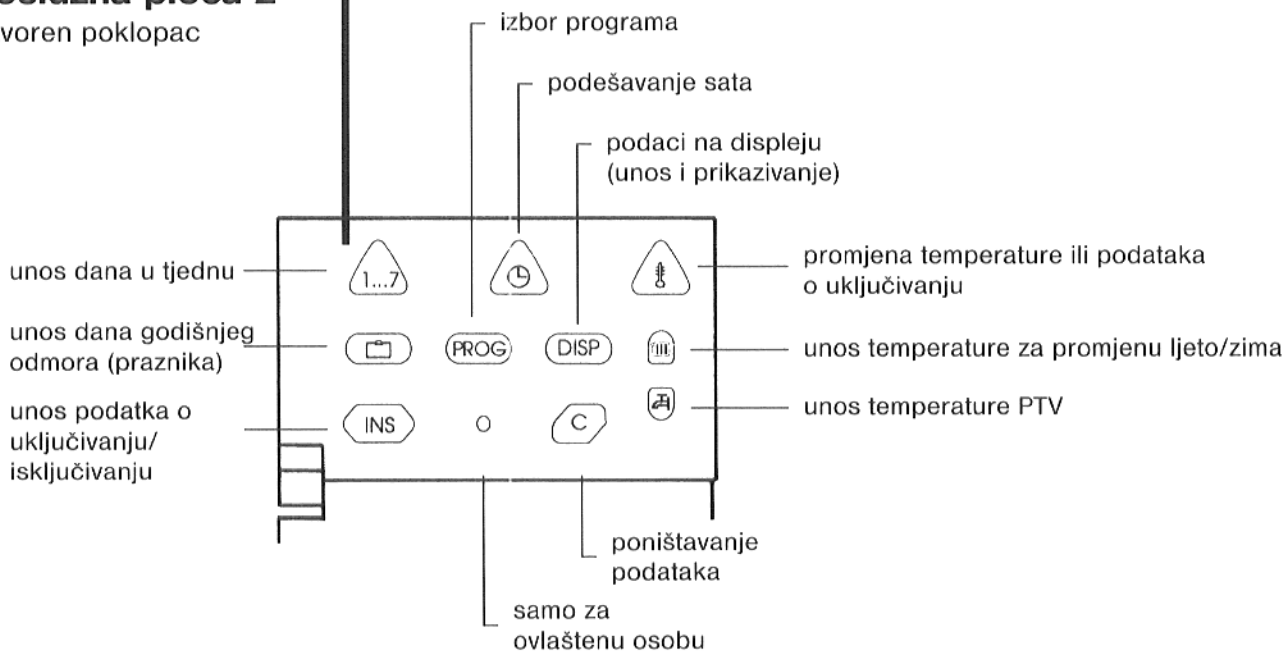 voren poklopac
izbor programa
podešavanje sata
podaci na displeju
(unos i prikazivanje)
unos dana u tjednu
1...7
promjena temperature ili podataka
o uključivanju
unos dana godišnjeg
odmora (praznika)
PROG
DISP
unos temperature za promjenu ljeto/zima
unos temperature PTV
unos podatka o
uključivanju/
isključivanju
INS
C
poništavanje
podataka
samo za
ovlaštenu osobu